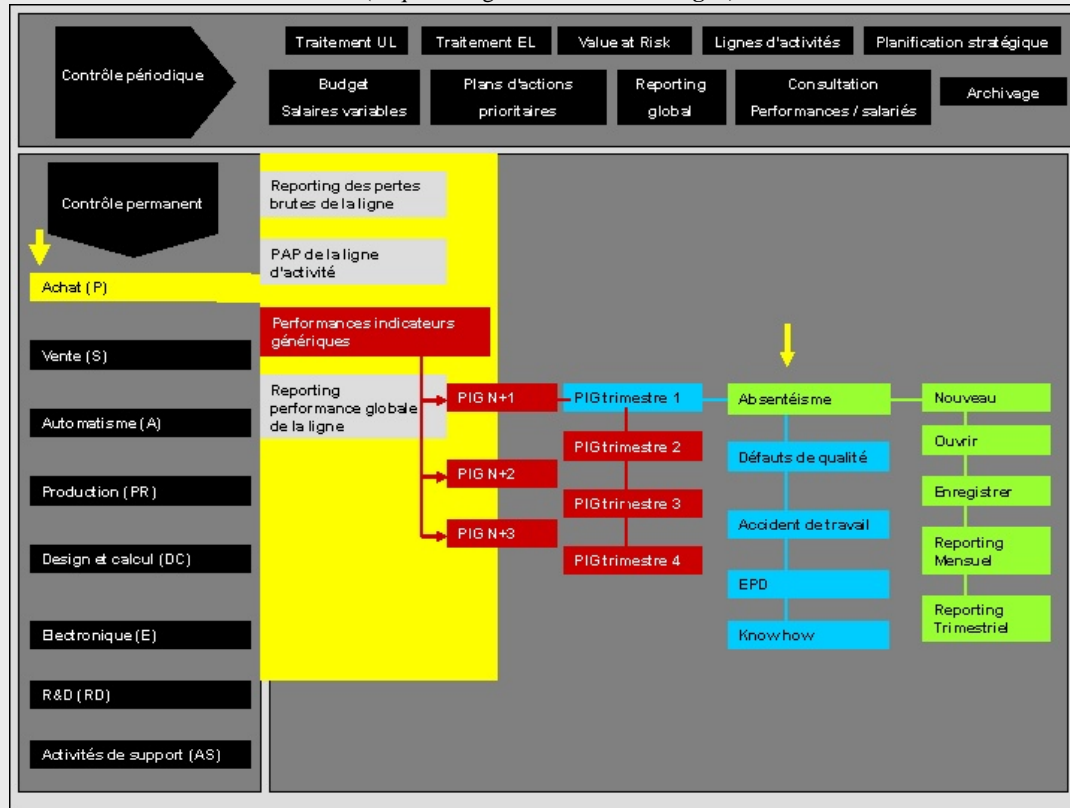 Contrôle périodique
Traitement UL
Traitement EL
Value at Risk
Lignes d'activités
Planification stratégique
Budget
Salaires variables
Plans d'actions
prioritaires
Reporting
global
Consultation
Performances / salariés
Archivage
Contrôle permanent
Achat (P)
Vente (S)
Automatisme (A)
Production (PR)
Design et calcul (DC)
Electronique (E)
R&D (RD)
Activités de support (AS)
Reporting des pertes
brutes de la ligne
PAP de la ligne
d'activité
Performances indicateurs
génériques
Reporting
performance globale
de la ligne
PIG N+1
PIG N+2
PIG N+3
PIG trimestre 1
PIG trimestre 2
PIG trimestre 3
PIG trimestre 4
Absentéisme
Défauts de qualité
Accident de travail
EPD
Know how
Nouveau
Ouvrir
Enregistrer
Reporting
Mensuel
Reporting
Trimestriel